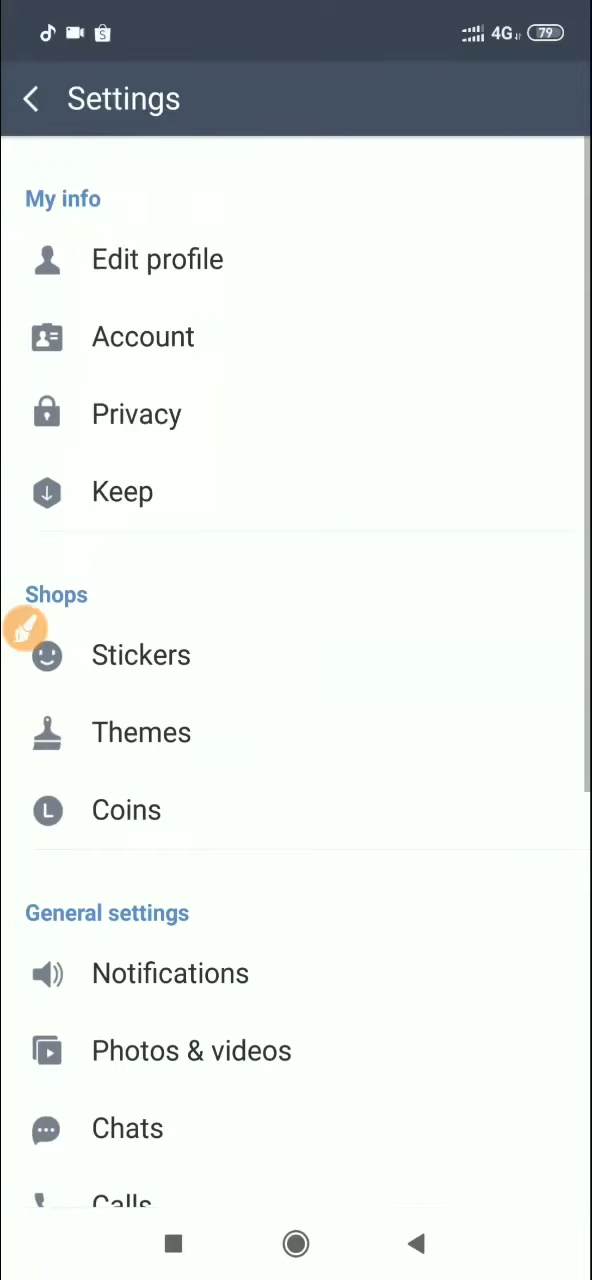 4G 79
Settings
My info
Edit profile
Account
Privacy
Keep
Shops
Stickers
Themes
L Coins
General settings
Notifications
Photos & videos
Chats
Calls